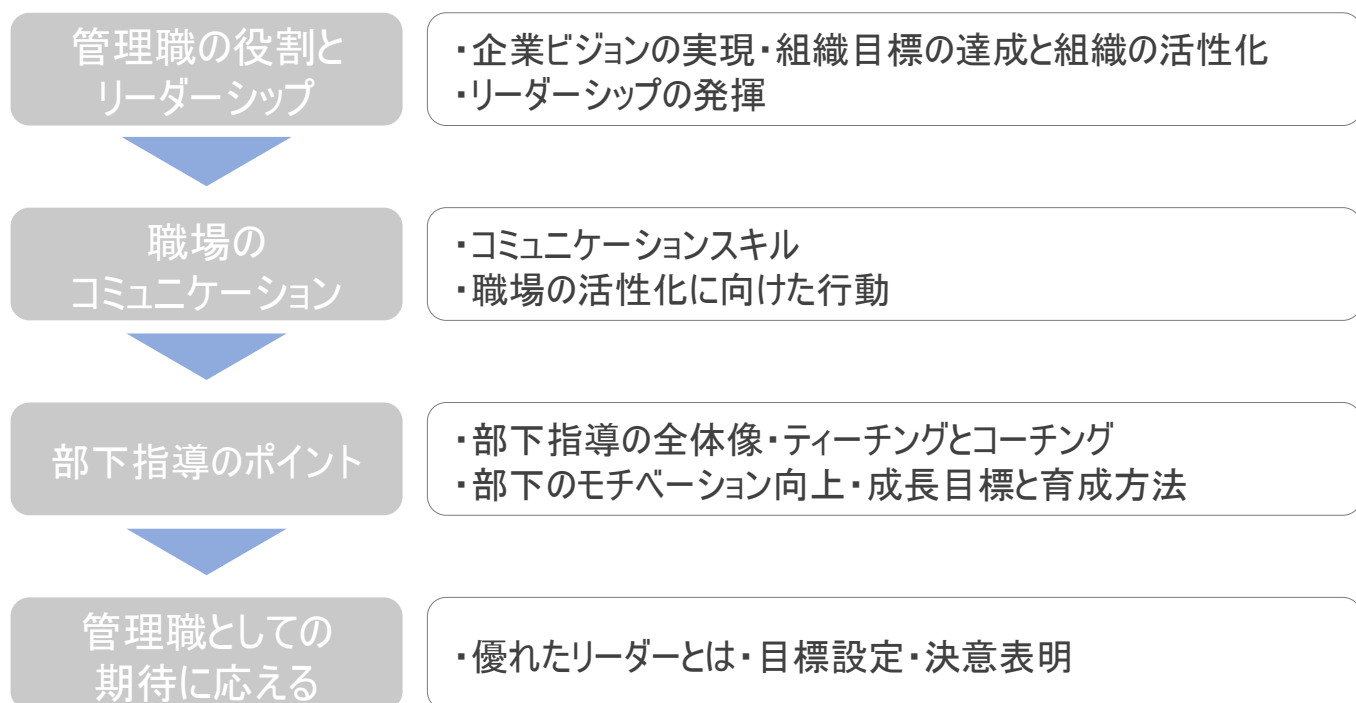 管理職の役割と
リーダーシップ
・企業ビジョンの実現・組織目標の達成と組織の活性化
・リーダーシップの発揮
職場の
コミュニケーション
・コミュニケーションスキル
・職場の活性化に向けた行動
部下指導のポイント
・部下指導の全体像・ティーチングとコーチング
・部下のモチベーション向上・成長目標と育成方法
管理職としての
期待に応える
・優れたリーダーとは・目標設定・決意表明